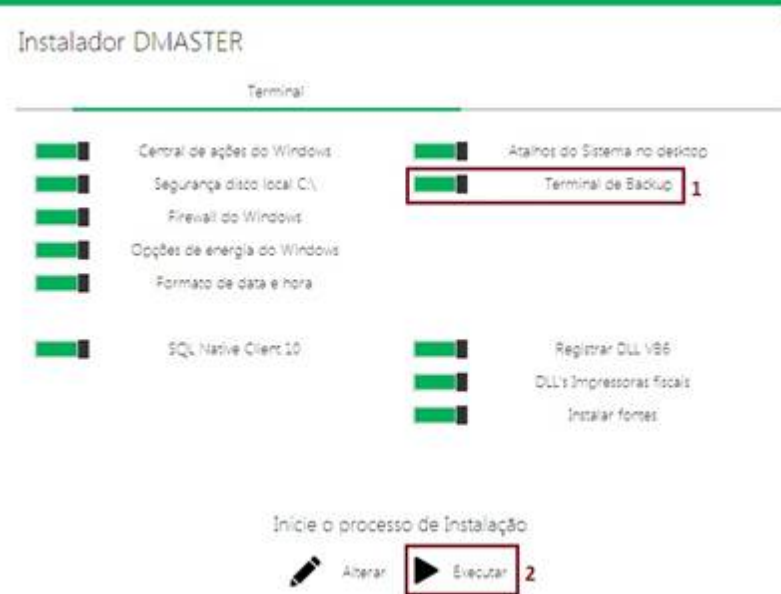 Instalador DMASTER
Terminal
Central de ações do Windows
Segurança disco local C:\
Firewall do Windows
Opções de energia do Windows
Formato de data e hora
Atalhos do Sistema no desktop
Terminal de Backup 1
SQL Native Client 10
Registrar DLL VB6
DLL's Impressoras fiscais
Instalar fontes
Inicie o processo de Instalação
Alterar
Executar 2